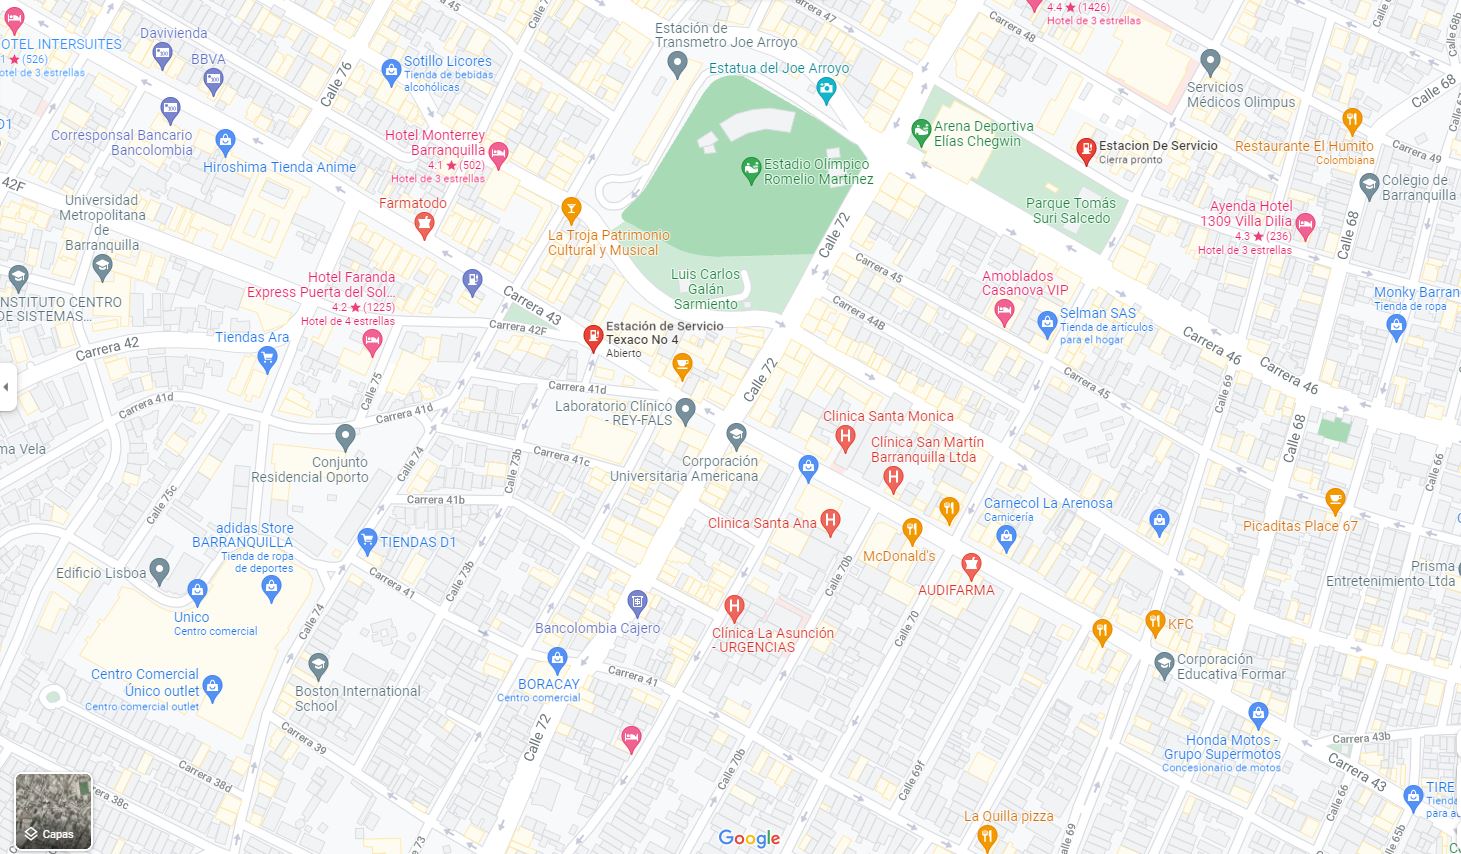 4.4 ★ (1426)
Hotel de 3 estrellas
Carrera 47
Calle 68b
Davivienda
Estación de
Transmetro Joe Arroyo
Carrera 48
OTEL INTERSUITES
1 ★ (526)
otel de 3 estrellas
BBVA
Sotillo Licores
Tienda de bebidas
alcohólicas
Estatua del Joe Arroyo
Calle 76
Servicios
Médicos Olimpus
Calle 68
D1
Corresponsal Bancario
Bancolombia
Hotel Monterrey
Barranquilla
4.1 ★ (502)
Hotel de 3 estrellas
Arena Deportiva
Elías Chegwin
Estacion De Servicio
Cierra pronto
Restaurante El Humito
Colombiana
Carrera 49
Hiroshima Tienda Anime
Estadio Olímpico
Romelio Martínez
42F
Colegio de
Barranquilla
Universidad
Metropolitana
de
Barranquilla
Farmatodo
Parque Tomás
Suri Salcedo
Ayenda Hotel
1309 Villa Dilia
4.3 ★ (236)
Hotel de 3 estrellas
La Troja Patrimonio
Cultural y Musical
Calle 72
Calle 68
Carrera 45
Hotel Faranda
Express Puerta del Sol...
4.2 ★ (1225)
Hotel de 4 estrellas
Luis Carlos
Galán
Sarmiento
Amoblados
Casanova VIP
INSTITUTO CENTRO
DE SISTEMAS...
Carrera 43
Monky Barran
Tienda de ropa
Selman SAS
Tienda de artículos
para el hogar
Carrera 44B
Carrera 42F
Estación de Servicio
Texaco No 4
Abierto
Tiendas Ara
Carrera 42
Carrera 46
Carrera 46
Calle 72
Carrera 45
Calle 69
Calle 75
Carrera 41d
Carrera 41d
Carrera 41d
Laboratorio Clínico
- REY-FALS
Clinica Santa Monica
Calle 68
ma Vela
Clínica San Martín
Barranquilla Ltda
Conjunto
Residencial Oporto
Calle 74
Calle 73b
Carrera 41c
Corporación
Universitaria Americana
Calle 66
Calle 75c
Carrera 41b
Carnecol La Arenosa
Carnicería
adidas Store
BARRANQUILLA
Tienda de ropa
de deportes
Clinica Santa Ana
Picaditas Place 67
TIENDAS D1
McDonald's
Edificio Lisboa
Carrera 41
Calle 73b
Calle 70b
AUDIFARMA
Prisma
Entretenimiento Ltda
Unico
Centro comercial
Calle 74
Bancolombia Cajero
Clínica La Asunción
- URGENCIAS
Calle 70
KFC
Corporación
Educativa Formar
Centro Comercial
Único outlet
Centro comercial outlet
Boston International
School
BORACAY
Centro comercial
Carrera 41
Carrera 39
Calle 72
Carrera 43b
Honda Motos -
Grupo Supermotos
Concesionario de motos
Carrera 38d
Calle 70b
Calle 69f
Carrera 43
TIRE
Tienda
para au
Carrera 38c
Capas
La Quilla pizza
Google
Calle 73
Calle 69
Calle 65b